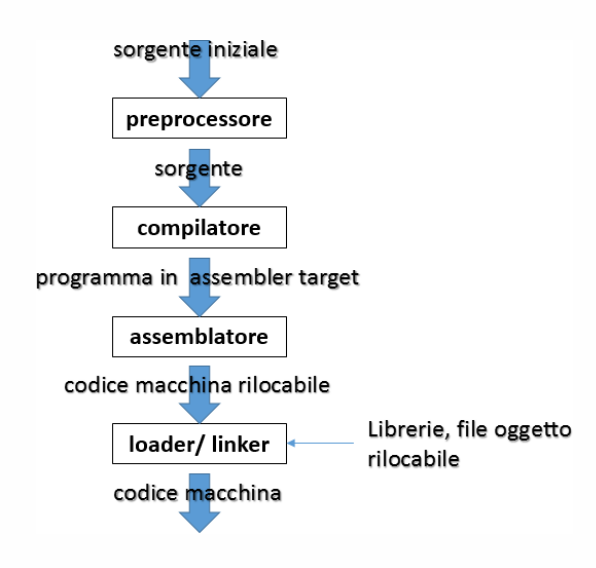 sorgente iniziale
preprocessore
sorgente
compilatore
programma in assembler target
assemblatore
codice macchina rilocabile
loader/ linker
Librerie, file oggetto
rilocabile
codice macchina